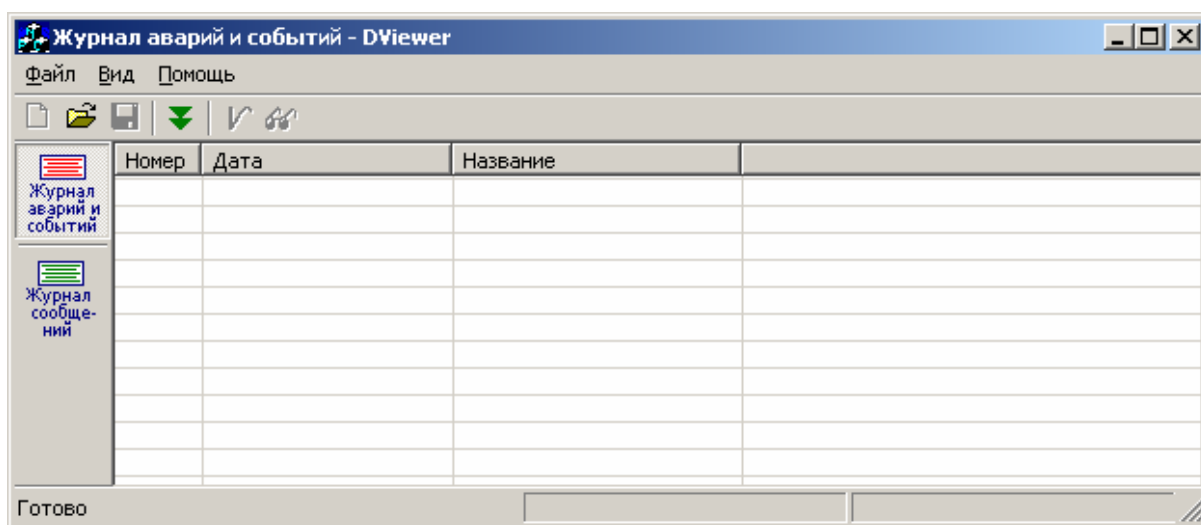 Журнал аварий и событий - DViewer
Файл Вид Помощь
Номер Дата Название
Журнал
аварий и
событий
Журнал
сообще-
ний
Готово